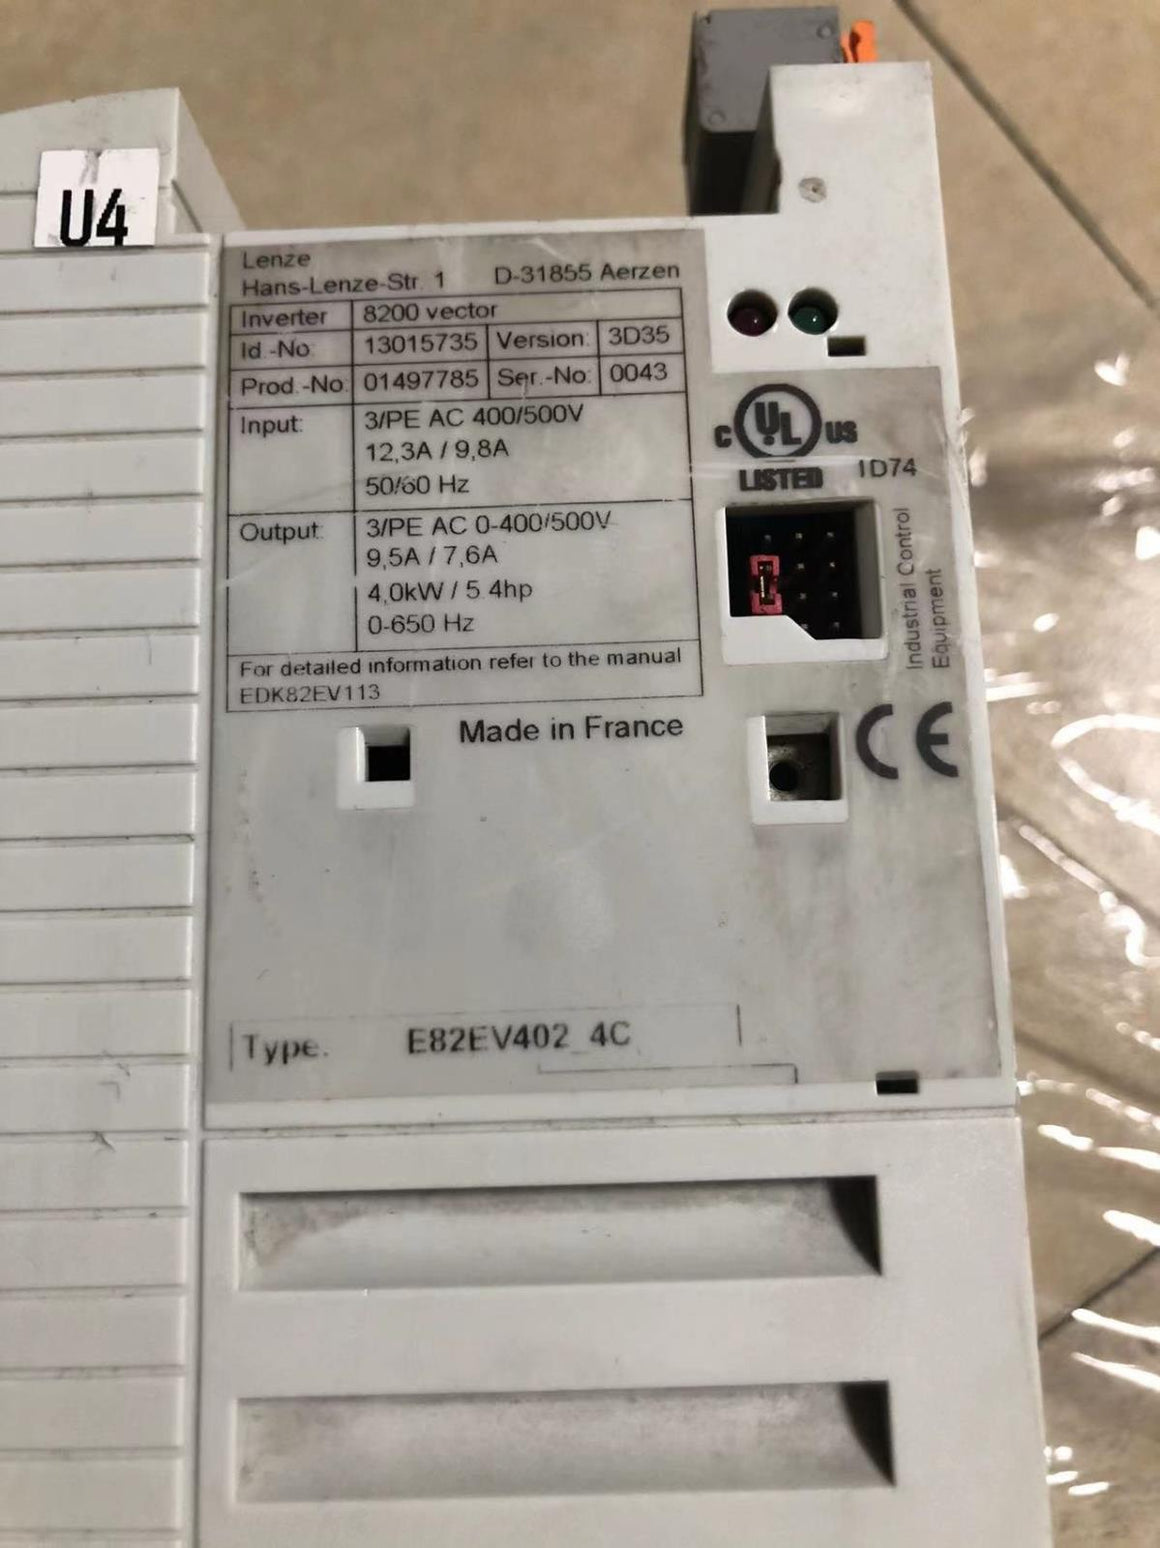 U4
Lenze
Hans-Lenze-Str. 1 D-31855 Aerzen
Inverter 8200 vector
Id.-No. 13015735 Version: 3D35
Prod.-No: 01497785 Ser.-No: 0043
Input: 3/PE AC 400/500V
12,3A / 9,8A
50/60 Hz
Output: 3/PE AC 0-400/500V
9,5A / 7,6A
4,0kW / 5.4hp
0-650 Hz
For detailed information refer to the manual
EDK82EV113
Made in France
C UL US
LISTED 1D74
Industrial Control
Equipment
CE
Type. E82EV402_4C